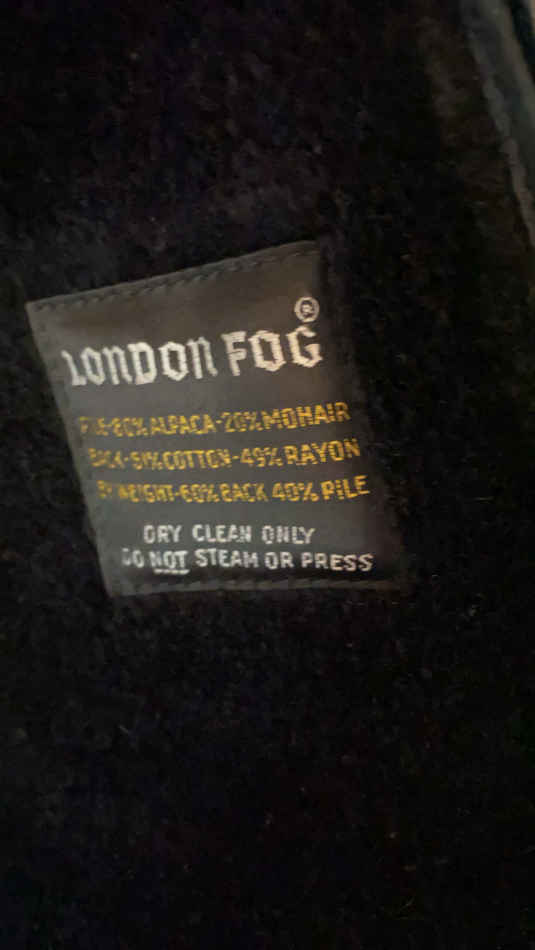 ®
LONDON FOG
PILE-80% ALPACA-20% MOHAIR
BACK-51% COTTON-49% RAYON
BY WEIGHT-60% BACK 40% PILE
DRY CLEAN ONLY
DO NOT STEAM OR PRESS